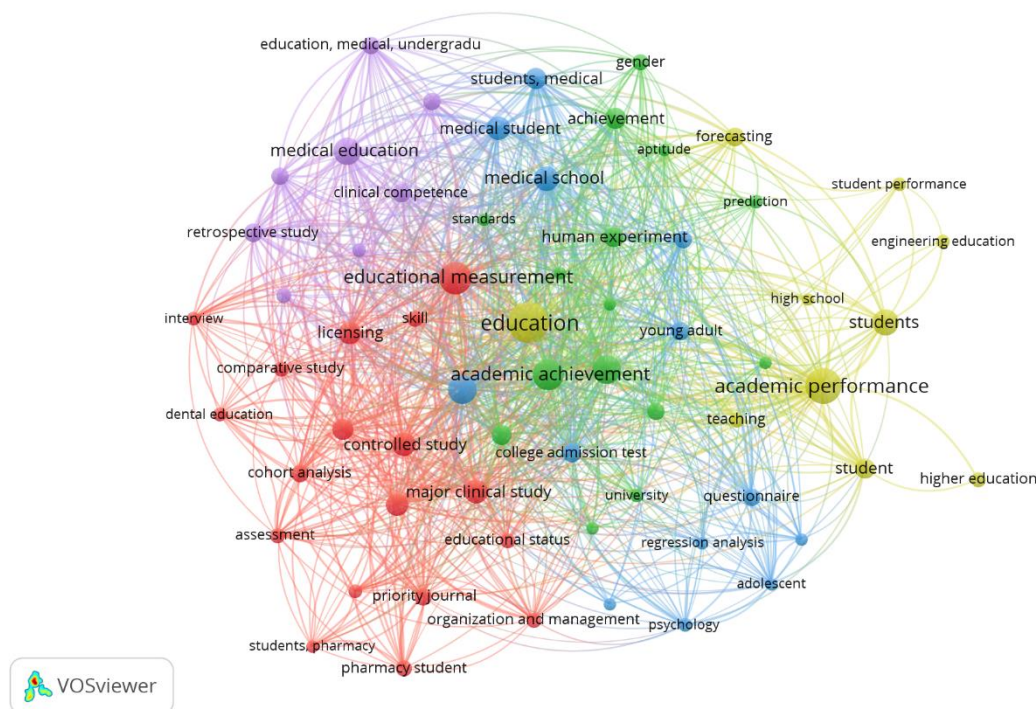 education, medical, undergradu
gender
students, medical
achievement
medical student
forecasting
aptitude
medical education
medical school
student performance
clinical competence
prediction
standards
retrospective study
human experiment
engineering education
educational measurement
high school
interview
skill
education
students
licensing
young adult
comparative study
academic achievement
academic performance
dental education
teaching
controlled study
college admission test
cohort analysis
student
higher education
major clinical study
university
questionnaire
assessment
educational status
regression analysis
adolescent
priority journal
organization and management
psychology
students, pharmacy
pharmacy student
VOSviewer